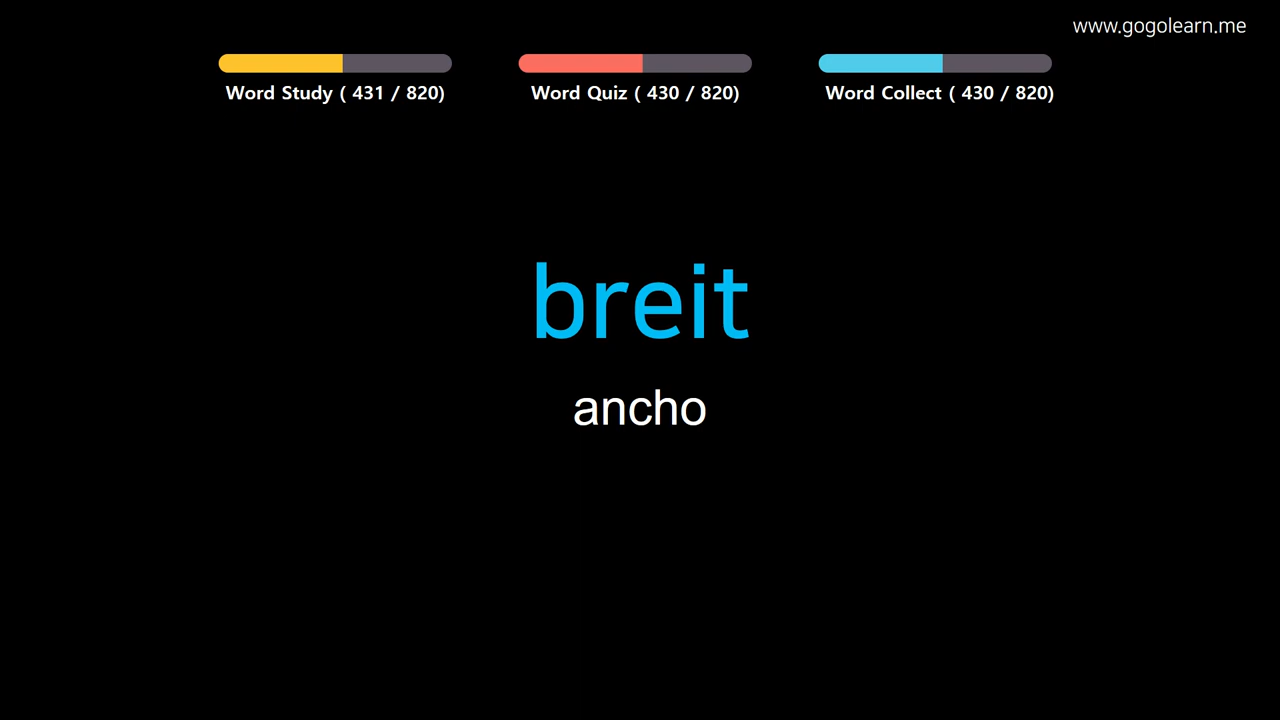 www.gogolearn.me
Word Study ( 431 / 820)
Word Quiz ( 430 / 820)
Word Collect ( 430 / 820)
breit
ancho